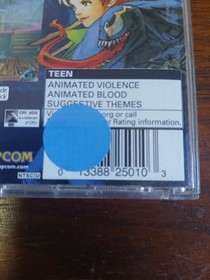 TEEN
ANIMATED VIOLENCE
ANIMATED BLOOD
SUGGESTIVE THEMES
org or call
Rating information.
0 13388 25010 3
NTSC U/C